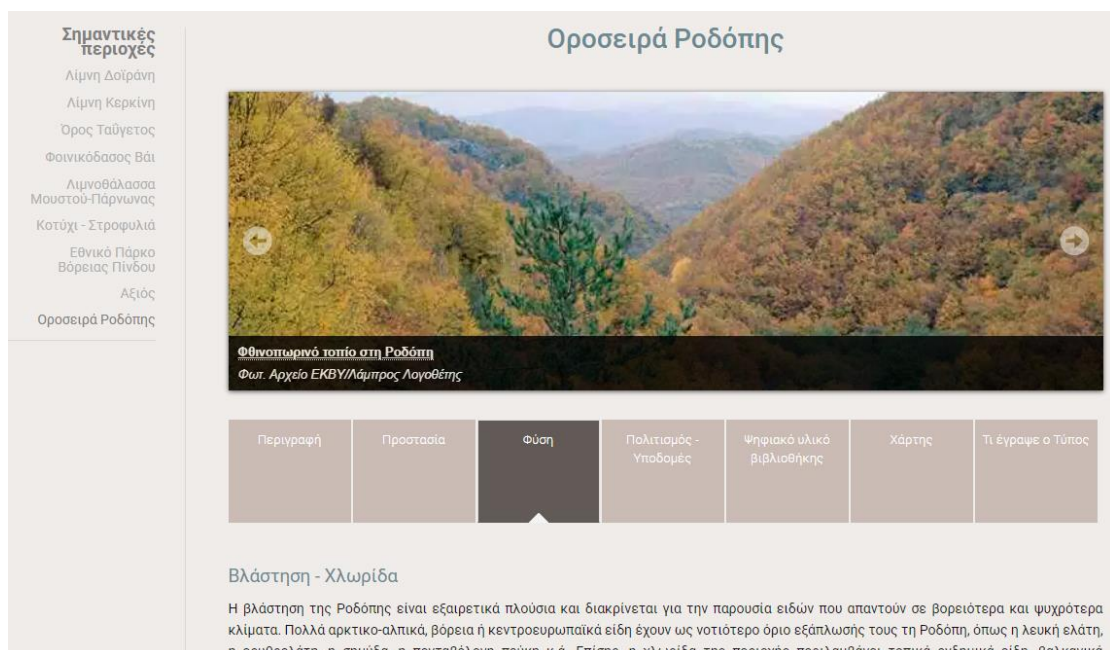 Σημαντικές
περιοχές
Λίμνη Δοϊράνη
Λίμνη Κερκίνη
Όρος Ταΰγετος
Φοινικόδασος Βάι
Λιμνοθάλασσα
Μουστού-Πάρνωνας
Κοτύχι - Στροφυλιά
Εθνικό Πάρκο
Βόρειας Πίνδου
Αξιός
Οροσειρά Ροδόπης
Οροσειρά Ροδόπης
Φθινοπωρινό τοπίο στη Ροδόπη
Φωτ. Αρχείο ΕΚΒΥ/Λάμπρος Λογοθέτης
Περιγραφή
Προστασία
Φύση
Πολιτισμός -
Υποδομές
Ψηφιακό υλικό
βιβλιοθήκης
Χάρτης
Τι έγραψε ο Τύπος
Βλάστηση - Χλωρίδα
Η βλάστηση της Ροδόπης είναι εξαιρετικά πλούσια και διακρίνεται για την παρουσία ειδών που απαντούν σε βορειότερα και ψυχρότερα
κλίματα. Πολλά αρκτικο-αλπικά, βόρεια ή κεντροευρωπαϊκά είδη έχουν ως νοτιότερο όριο εξάπλωσής τους τη Ροδόπη, όπως η λευκή ελάτη,